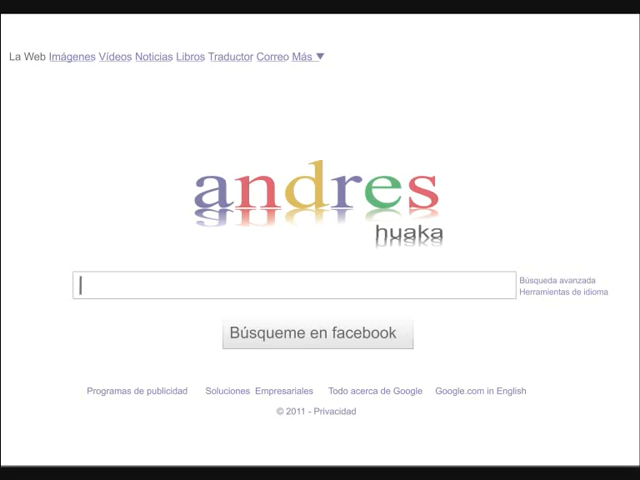 La Web Imágenes Vídeos Noticias Libros Traductor Correo Más ▼
andres
huaka
Búsqueda avanzada
Herramientas de idioma
Búsqueme en facebook
Programas de publicidad Soluciones Empresariales Todo acerca de Google Google.com in English
© 2011 - Privacidad